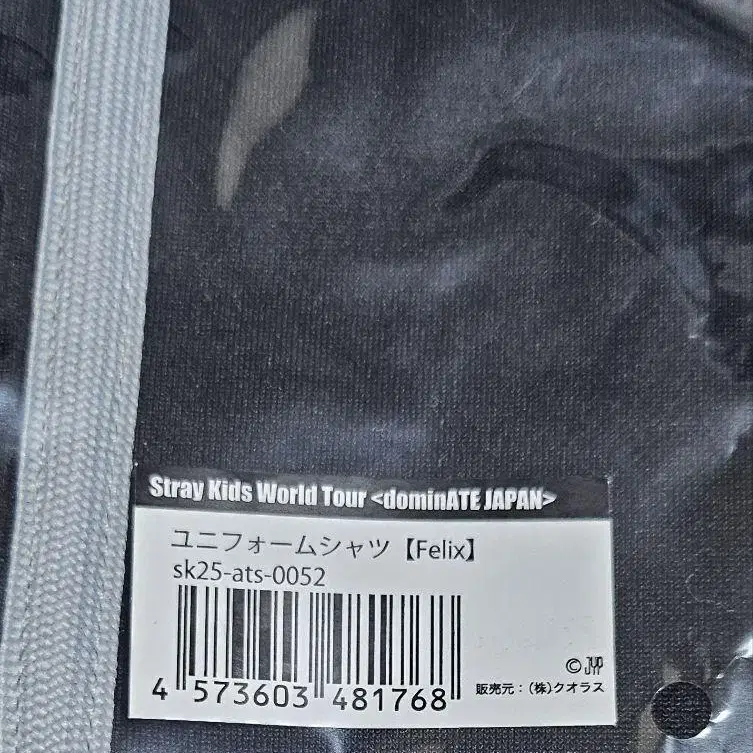 Stray Kids World Tour <dominATE JAPAN>
ユニフォームシャツ【Felix】
sk25-ats-0052
4 573603 481768
© JYP
販売元：(株)クオラス